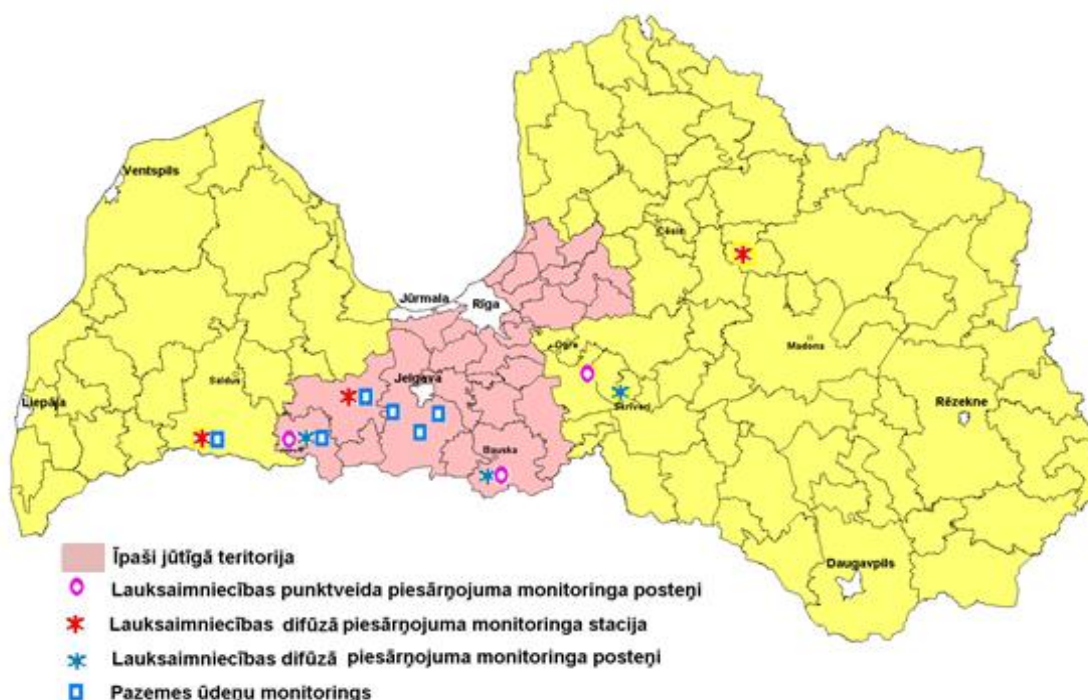 Ventspils
Cēsis
Jūrmala
Rīga
Ogre
Madona
Jelgava
Saldus
Skrīveri
Liepāja
Rēzekne
Bauska
Daugavpils
Īpaši jūtīgā teritorija
Lauksaimniecības punktveida piesārņojuma monitoringa posteņi
Lauksaimniecības difūzā piesārņojuma monitoringa stacija
Lauksaimniecības difūzā piesārņojuma monitoringa posteņi
Pazemes ūdeņu monitorings